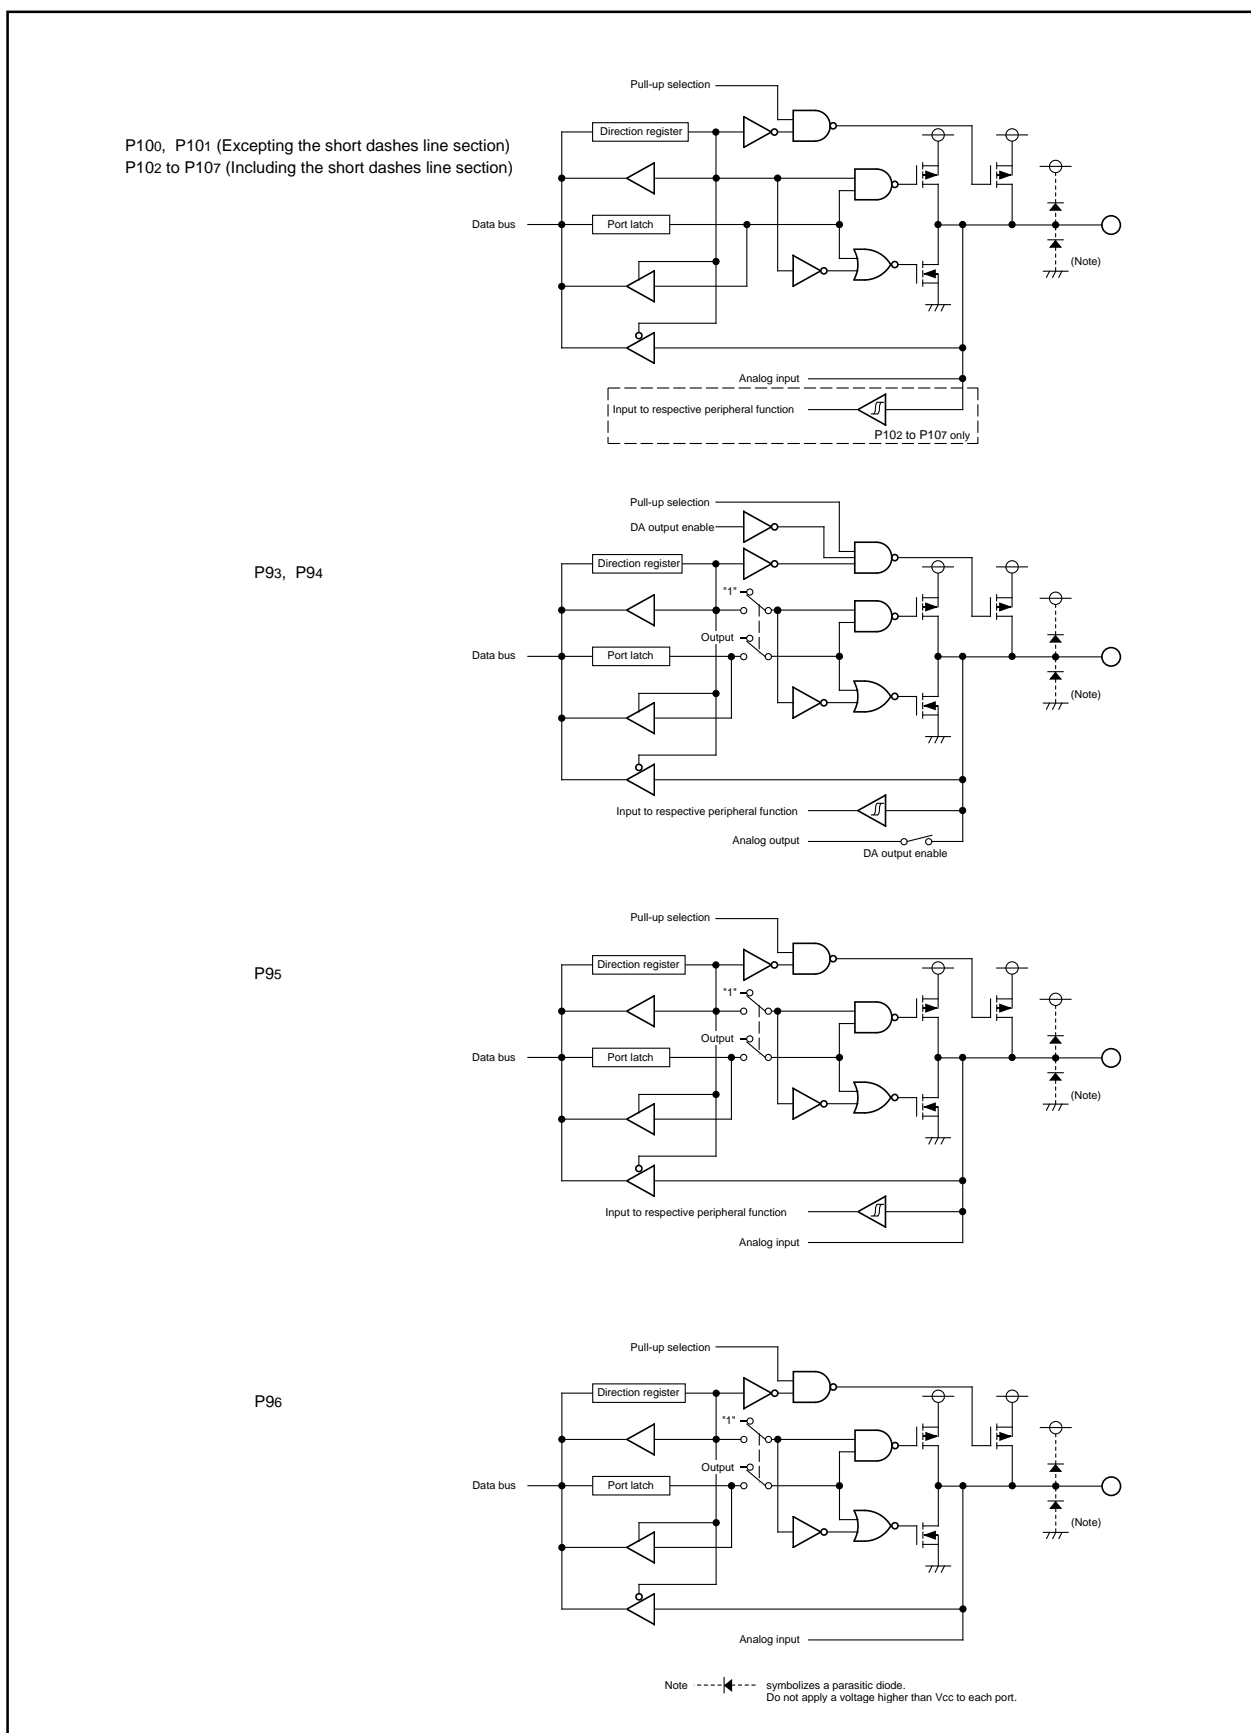 Pull-up selection
Direction register
P100, P101 (Excepting the short dashes line section)
P102 to P107 (Including the short dashes line section)
Data bus
Port latch
(Note)
Analog input
Input to respective peripheral function
P102 to P107 only
Pull-up selection
DA output enable
Direction register
P93, P94
"1"
Output
Data bus
Port latch
(Note)
Input to respective peripheral function
Analog output
DA output enable
Pull-up selection
Direction register
P95
"1"
Output
Data bus
Port latch
(Note)
Input to respective peripheral function
Analog input
Pull-up selection
Direction register
P96
"1"
Output
Data bus
Port latch
(Note)
Analog input
Note symbolizes a parasitic diode.
Do not apply a voltage higher than Vcc to each port.